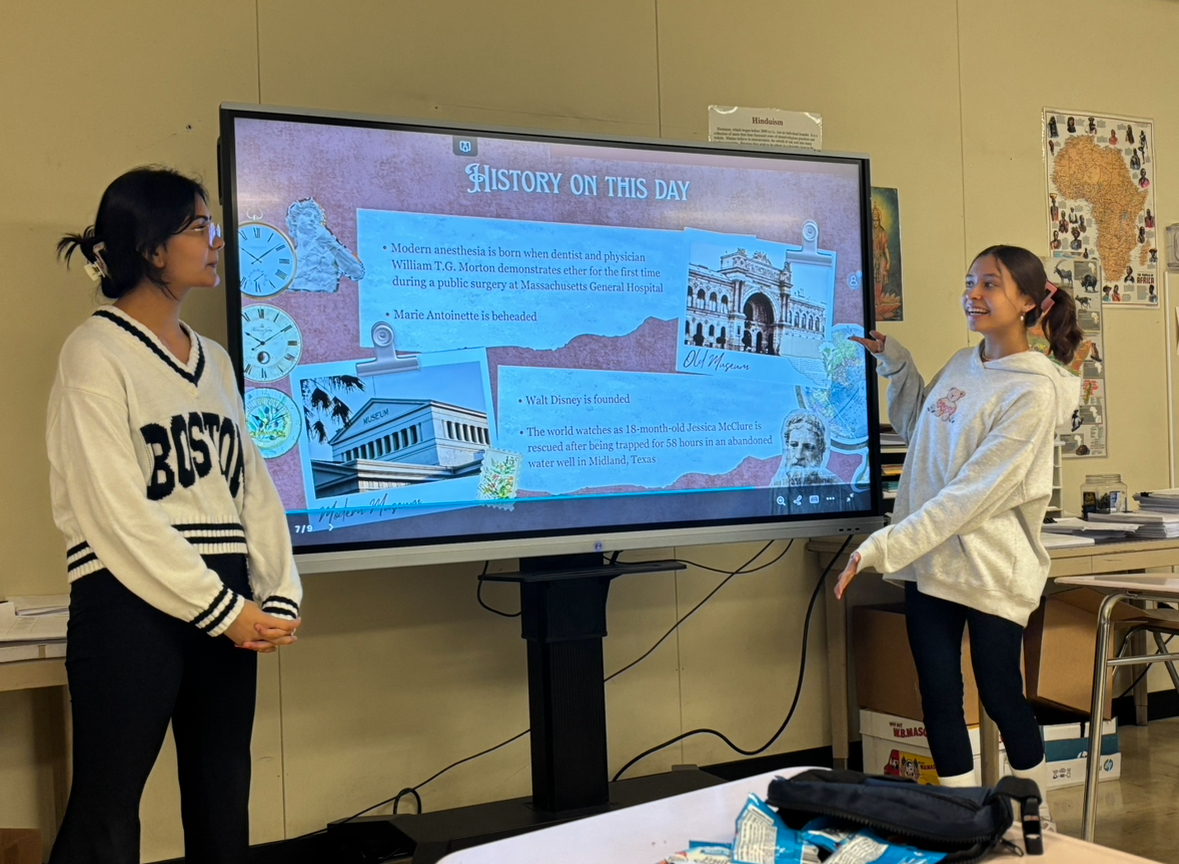 Hinduism
HISTORY ON THIS DAY
• Modern anesthesia is born when dentist and physician
William T.G. Morton demonstrates ether for the first time
during a public surgery at Massachusetts General Hospital
• Marie Antoinette is beheaded
Old Museum
MUSEUM
• Walt Disney is founded
• The world watches as 18-month-old Jessica McClure is
rescued after being trapped for 58 hours in an abandoned
water well in Midland, Texas
Modern Museum
7/9
BOSTON
AFRICA
W.B. MASON
hp